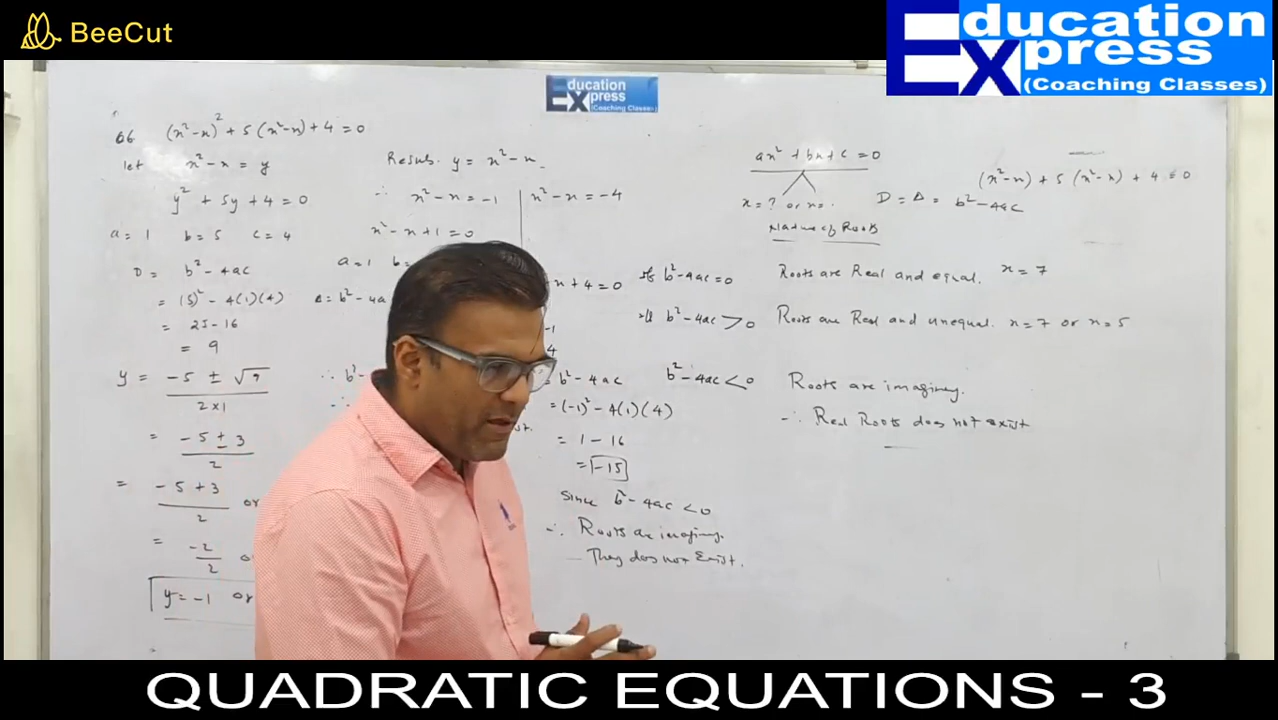 BeeCut
Education
Express
(Coaching Classes)
Education
Express
(Coaching Classes)
Q6 (x²-x)² + 5(x²-x) + 4 = 0
let x²-x = y
y² + 5y + 4 = 0
a = 1 b = 5 c = 4
D = b² - 4ac
= (5)² - 4(1)(4)
= 25 - 16
= 9
y = -5 ± √9
2×1
= -5 ± 3
2
= -5 + 3 or
2
= -2 o
2
y = -1 or
Resub. y = x² - x.
∴ x² - x = -1
x² - x + 1 = 0
a = 1 b =
= b² - 4a
∴ b²
∴
st.
x² - x = -4
x + 4 = 0
-1
4
= b² - 4ac
= (-1)² - 4(1)(4)
= 1 - 16
= -15
Since b² - 4ac < 0
∴ Roots are imaginary.
They does not Exist.
ax² + bx + c = 0
x = ? or x = .
D = Δ = b² - 4ac
Nature of Roots
(x²-x) + 5(x²-x) + 4 = 0
If b² - 4ac = 0 Roots are Real and equal. x = 7
If b² - 4ac > 0 Roots are Real and unequal. x = 7 or x = 5
b² - 4ac < 0 Roots are imaginary.
∴ Real Roots does not exist
QUADRATIC EQUATIONS - 3